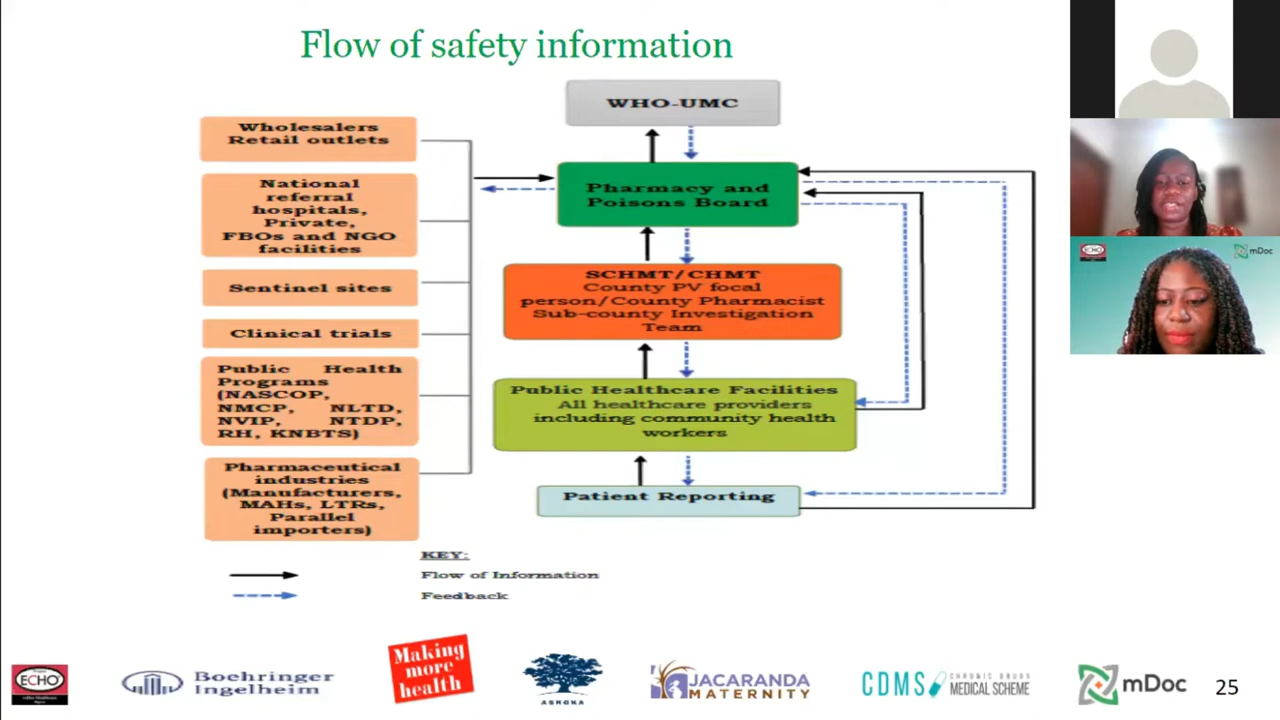 Flow of safety information
WHO-UMC
Wholesalers
Retail outlets
National
referral
hospitals,
Private,
FBOs and NGO
facilities
Sentinel sites
Clinical trials
Public Health
Programs
(NASCOP,
NMCP, NLTD,
NVIP, NTDP,
RH, KNBTS)
Pharmaceutical
industries
(Manufacturers,
MAHs, LTRs,
Parallel
importers)
Pharmacy and
Poisons Board
SCHMT/CHMT
County PV focal
person/County Pharmacist
Sub-county Investigation
Team
Public Healthcare Facilities
All healthcare providers
including community health
workers
Patient Reporting
KEY:
Flow of Information
Feedback
ECHO
mDoc
ECHO
Boehringer
Ingelheim
Making
more
health
ASHOKA
JACARANDA
MATERNITY
CDMS
CHRONIC DRUGS
MEDICAL SCHEME
mDoc
25